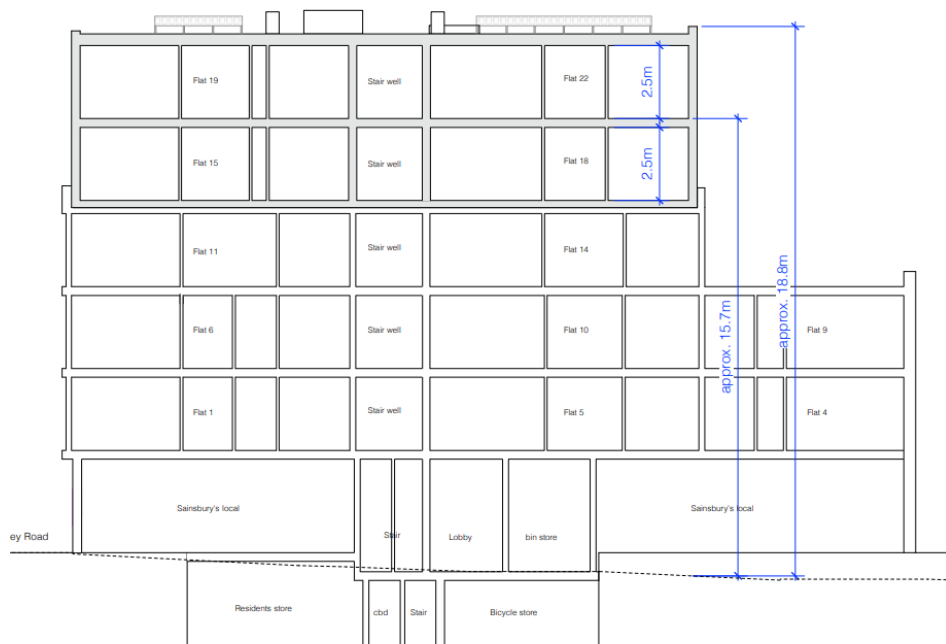 Flat 19
Stair well
Flat 22
2.5m
Flat 15
Stair well
Flat 18
2.5m
Flat 11
Stair well
Flat 14
approx. 18.8m
approx. 15.7m
Flat 6
Stair well
Flat 10
Flat 9
Flat 1
Stair well
Flat 5
Flat 4
Sainsbury's local
Sainsbury's local
ey Road
Stair
Lobby
bin store
Residents store
cbd
Stair
Bicycle store